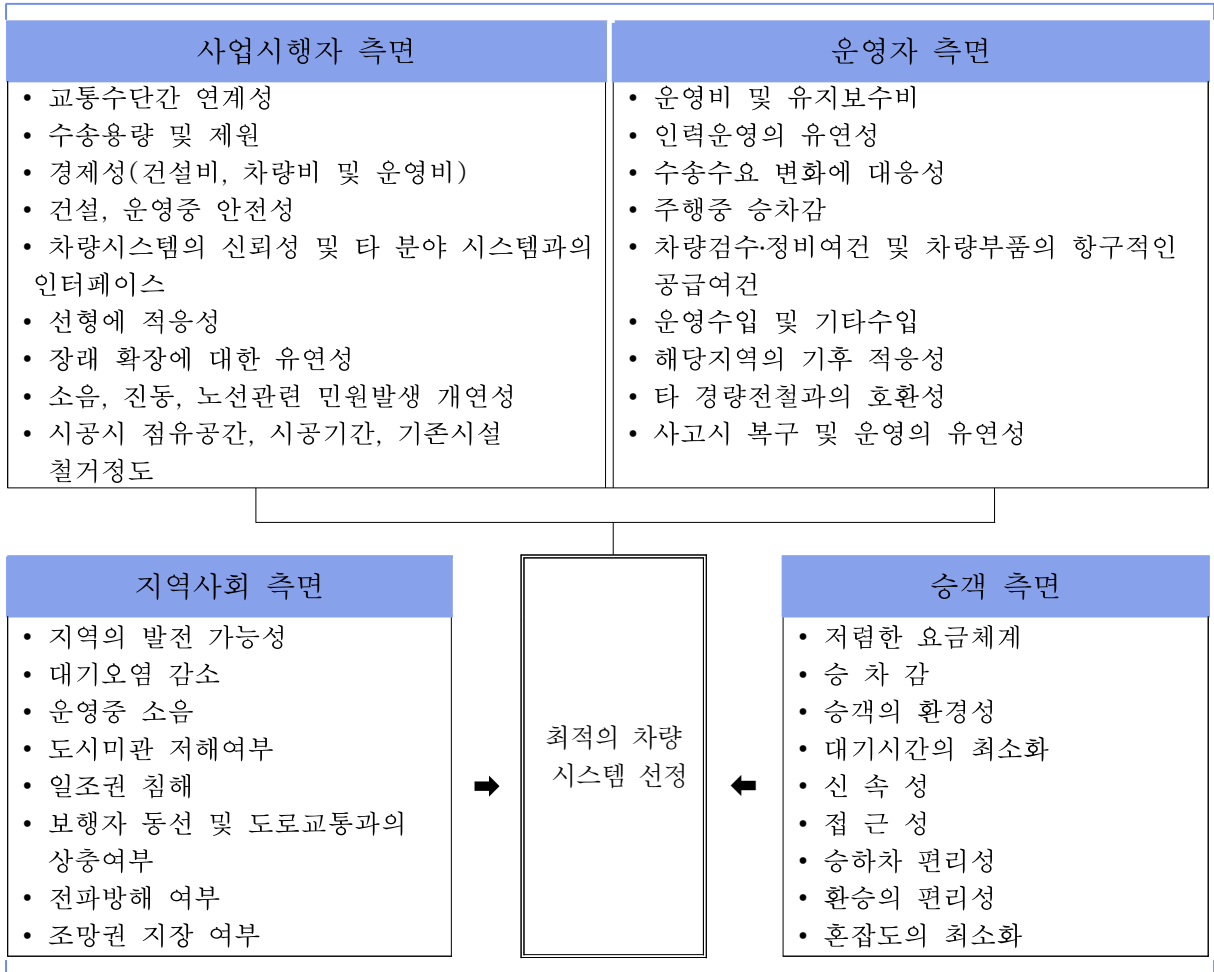 사업시행자 측면
• 교통수단간 연계성
• 수송용량 및 제원
• 경제성(건설비, 차량비 및 운영비)
• 건설, 운영중 안전성
• 차량시스템의 신뢰성 및 타 분야 시스템과의
인터페이스
• 선형에 적응성
• 장래 확장에 대한 유연성
• 소음, 진동, 노선관련 민원발생 개연성
• 시공시 점유공간, 시공기간, 기존시설
철거정도
운영자 측면
• 운영비 및 유지보수비
• 인력운영의 유연성
• 수송수요 변화에 대응성
• 주행중 승차감
• 차량검수·정비여건 및 차량부품의 항구적인
공급여건
• 운영수입 및 기타수입
• 해당지역의 기후 적응성
• 타 경량전철과의 호환성
• 사고시 복구 및 운영의 유연성
지역사회 측면
• 지역의 발전 가능성
• 대기오염 감소
• 운영중 소음
• 도시미관 저해여부
• 일조권 침해
• 보행자 동선 및 도로교통과의
상충여부
• 전파방해 여부
• 조망권 지장 여부
최적의 차량
시스템 선정
승객 측면
• 저렴한 요금체계
• 승 차 감
• 승객의 환경성
• 대기시간의 최소화
• 신 속 성
• 접 근 성
• 승하차 편리성
• 환승의 편리성
• 혼잡도의 최소화